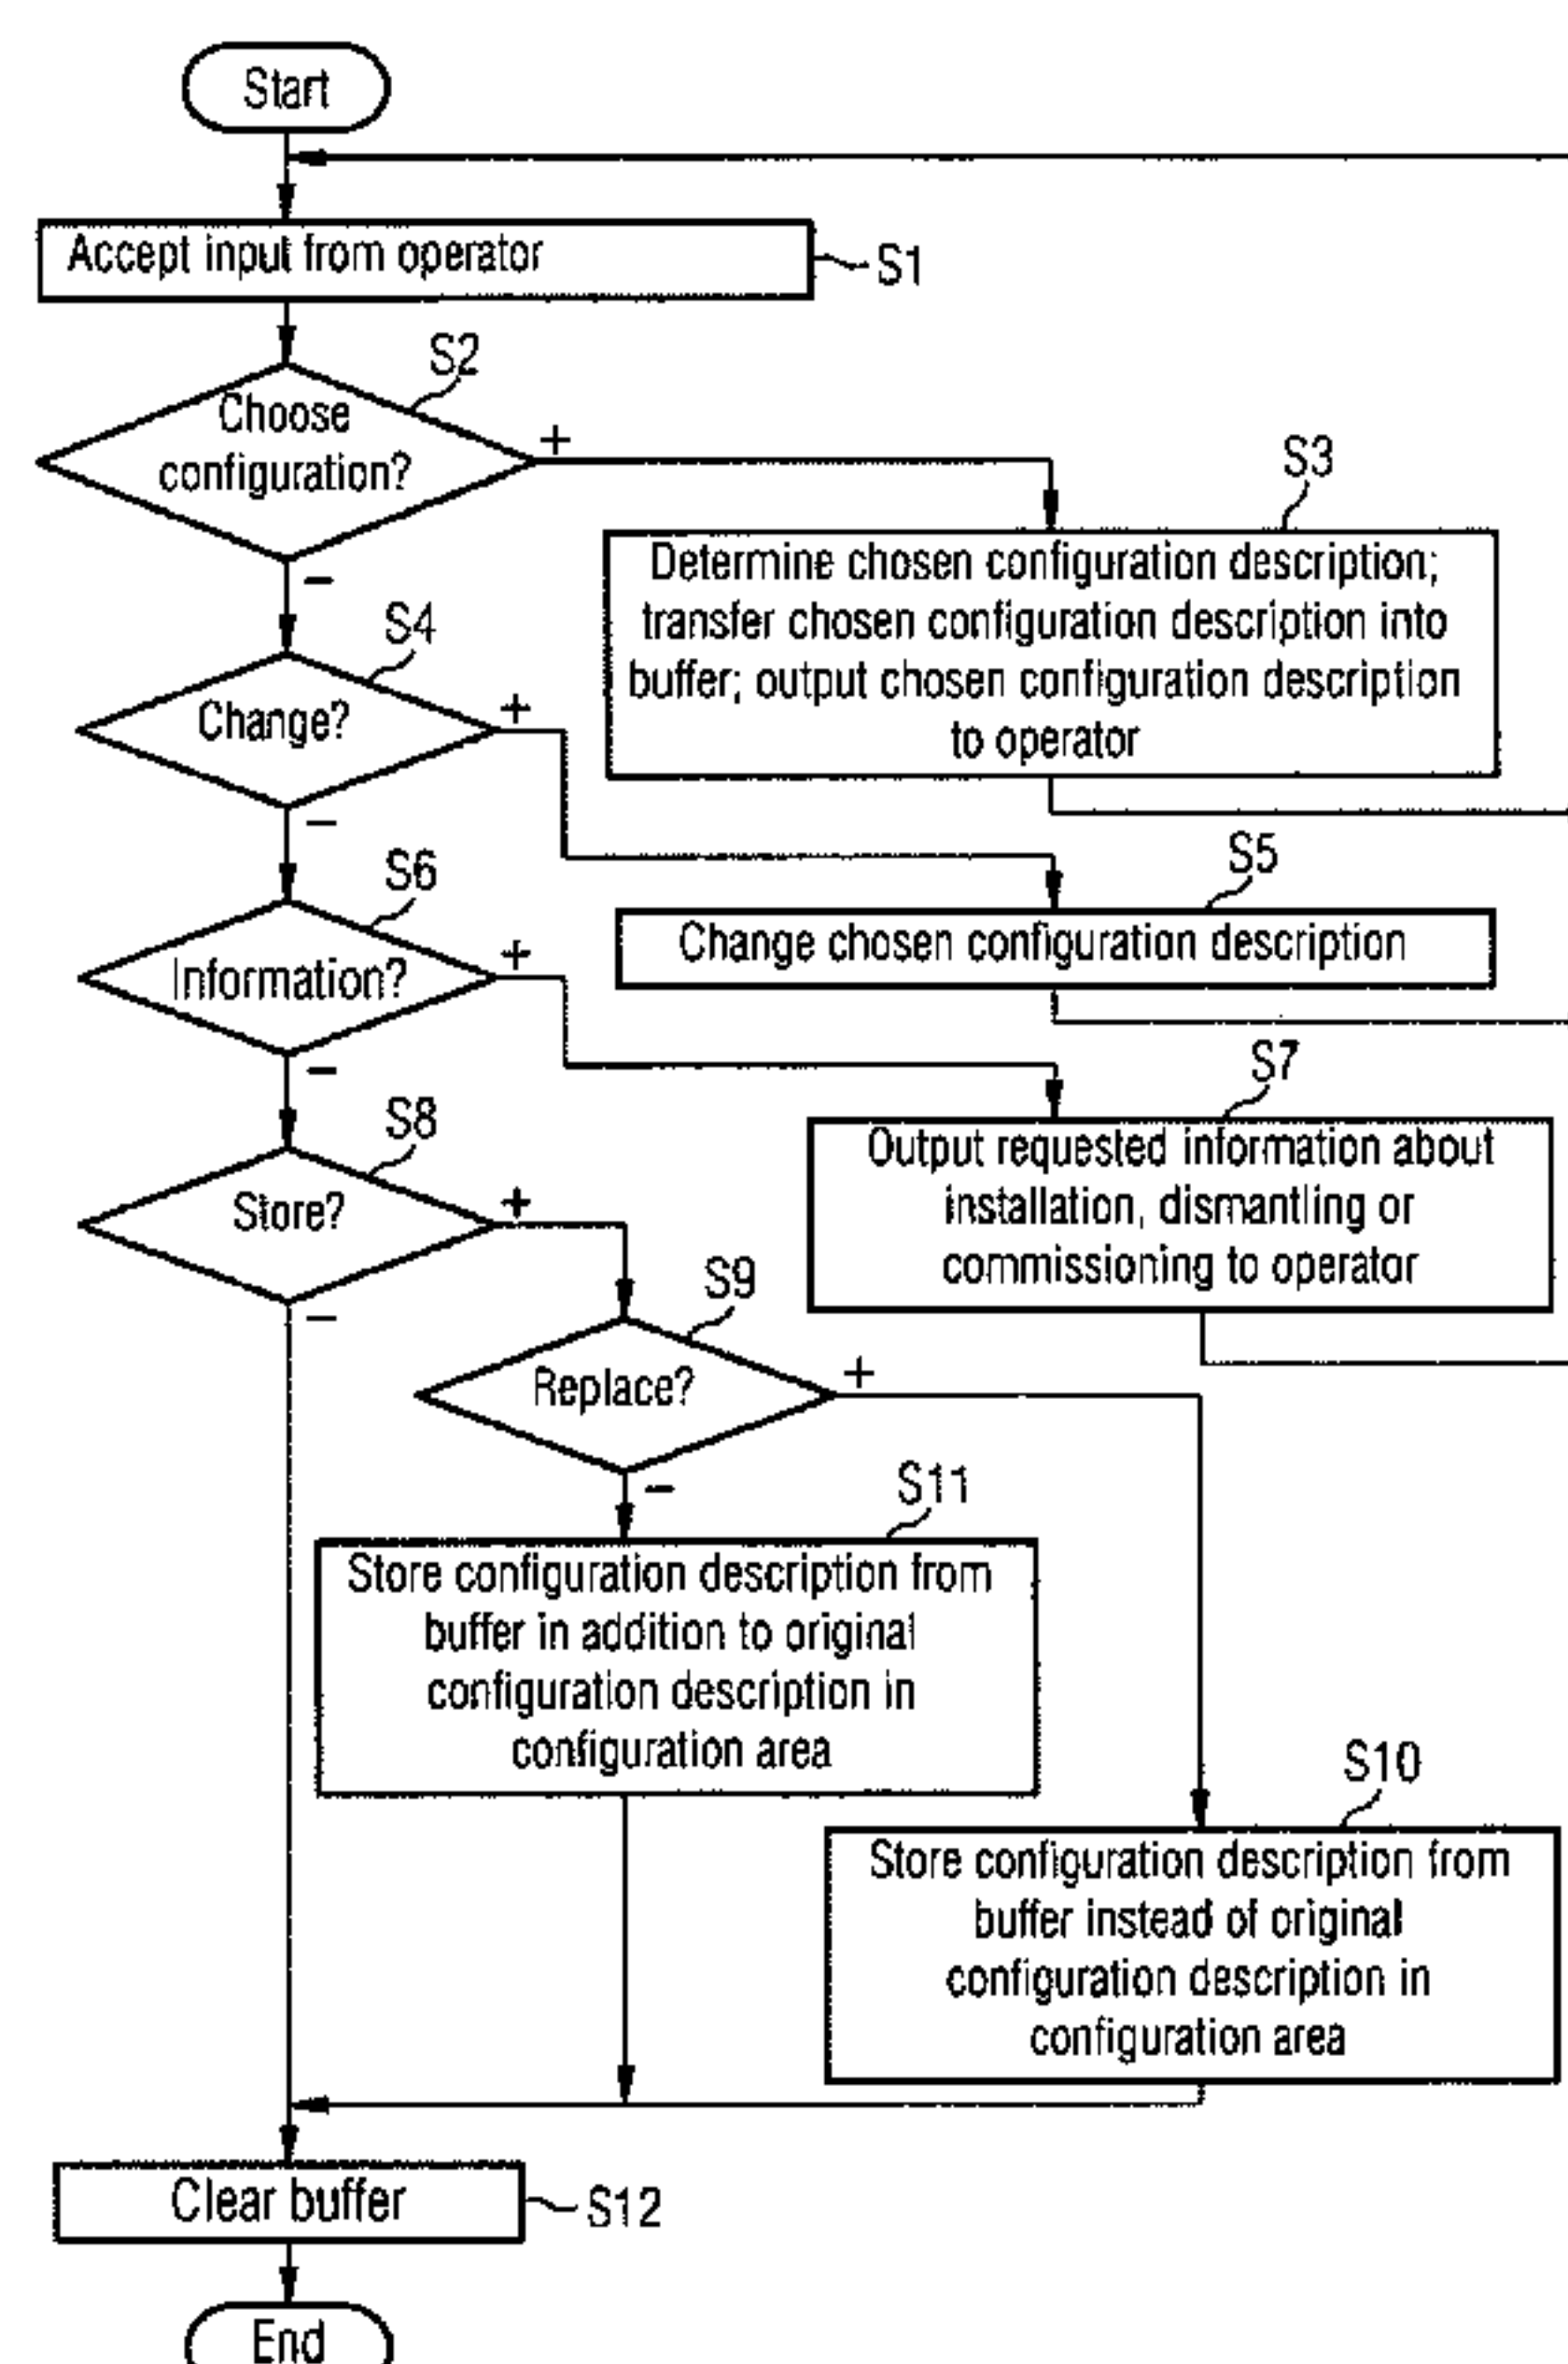 Start
Accept input from operator
S1
S2
Choose
configuration?
+
−
S3
Determine chosen configuration description;
transfer chosen configuration description into
buffer; output chosen configuration description
to operator
S4
Change?
+
−
S5
Change chosen configuration description
S6
Information?
+
−
S7
Output requested information about
installation, dismantling or
commissioning to operator
S8
Store?
+
−
S9
Replace?
+
−
S11
Store configuration description from
buffer in addition to original
configuration description in
configuration area
S10
Store configuration description from
buffer instead of original
configuration description in
configuration area
Clear buffer
S12
End